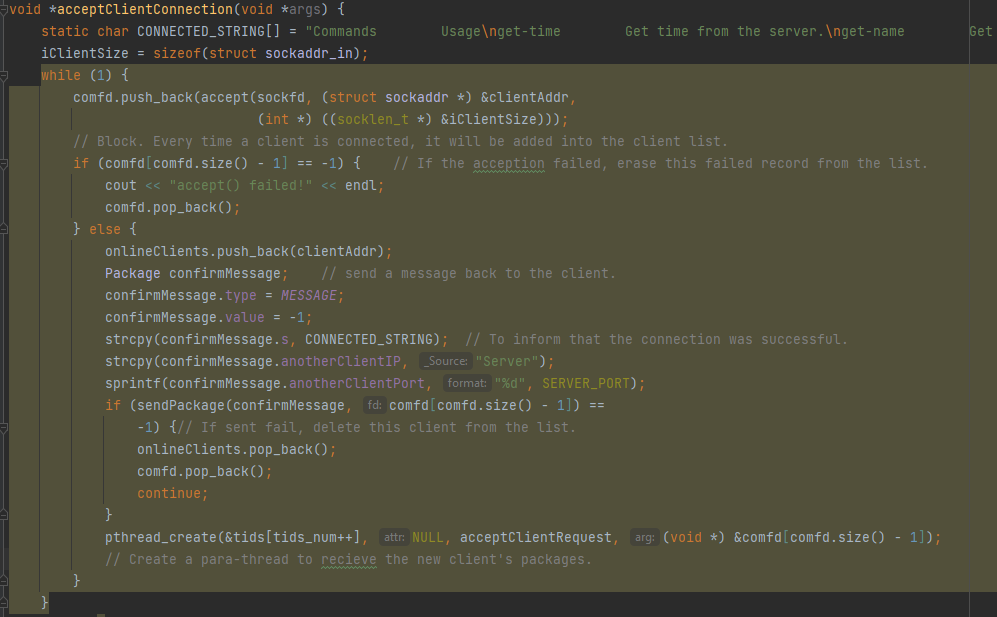 void *acceptClientConnection(void *args) {
static char CONNECTED_STRING[] = "Commands        Usage\nget-time        Get time from the server.\nget-name        Get
iClientSize = sizeof(struct sockaddr_in);
while (1) {
comfd.push_back(accept(sockfd, (struct sockaddr *) &clientAddr,
(int *) ((socklen_t *) &iClientSize)));
// Block. Every time a client is connected, it will be added into the client list.
if (comfd[comfd.size() - 1] == -1) {    // If the acception failed, erase this failed record from the list.
cout << "accept() failed!" << endl;
comfd.pop_back();
} else {
onlineClients.push_back(clientAddr);
Package confirmMessage;    // send a message back to the client.
confirmMessage.type = MESSAGE;
confirmMessage.value = -1;
strcpy(confirmMessage.s, CONNECTED_STRING);  // To inform that the connection was successful.
strcpy(confirmMessage.anotherClientIP, _Source: "Server");
sprintf(confirmMessage.anotherClientPort, format: "%d", SERVER_PORT);
if (sendPackage(confirmMessage, fd: comfd[comfd.size() - 1]) ==
-1) {// If sent fail, delete this client from the list.
onlineClients.pop_back();
comfd.pop_back();
continue;
}
pthread_create(&tids[tids_num++], attr: NULL, acceptClientRequest, arg: (void *) &comfd[comfd.size() - 1]);
// Create a para-thread to recieve the new client's packages.
}
}